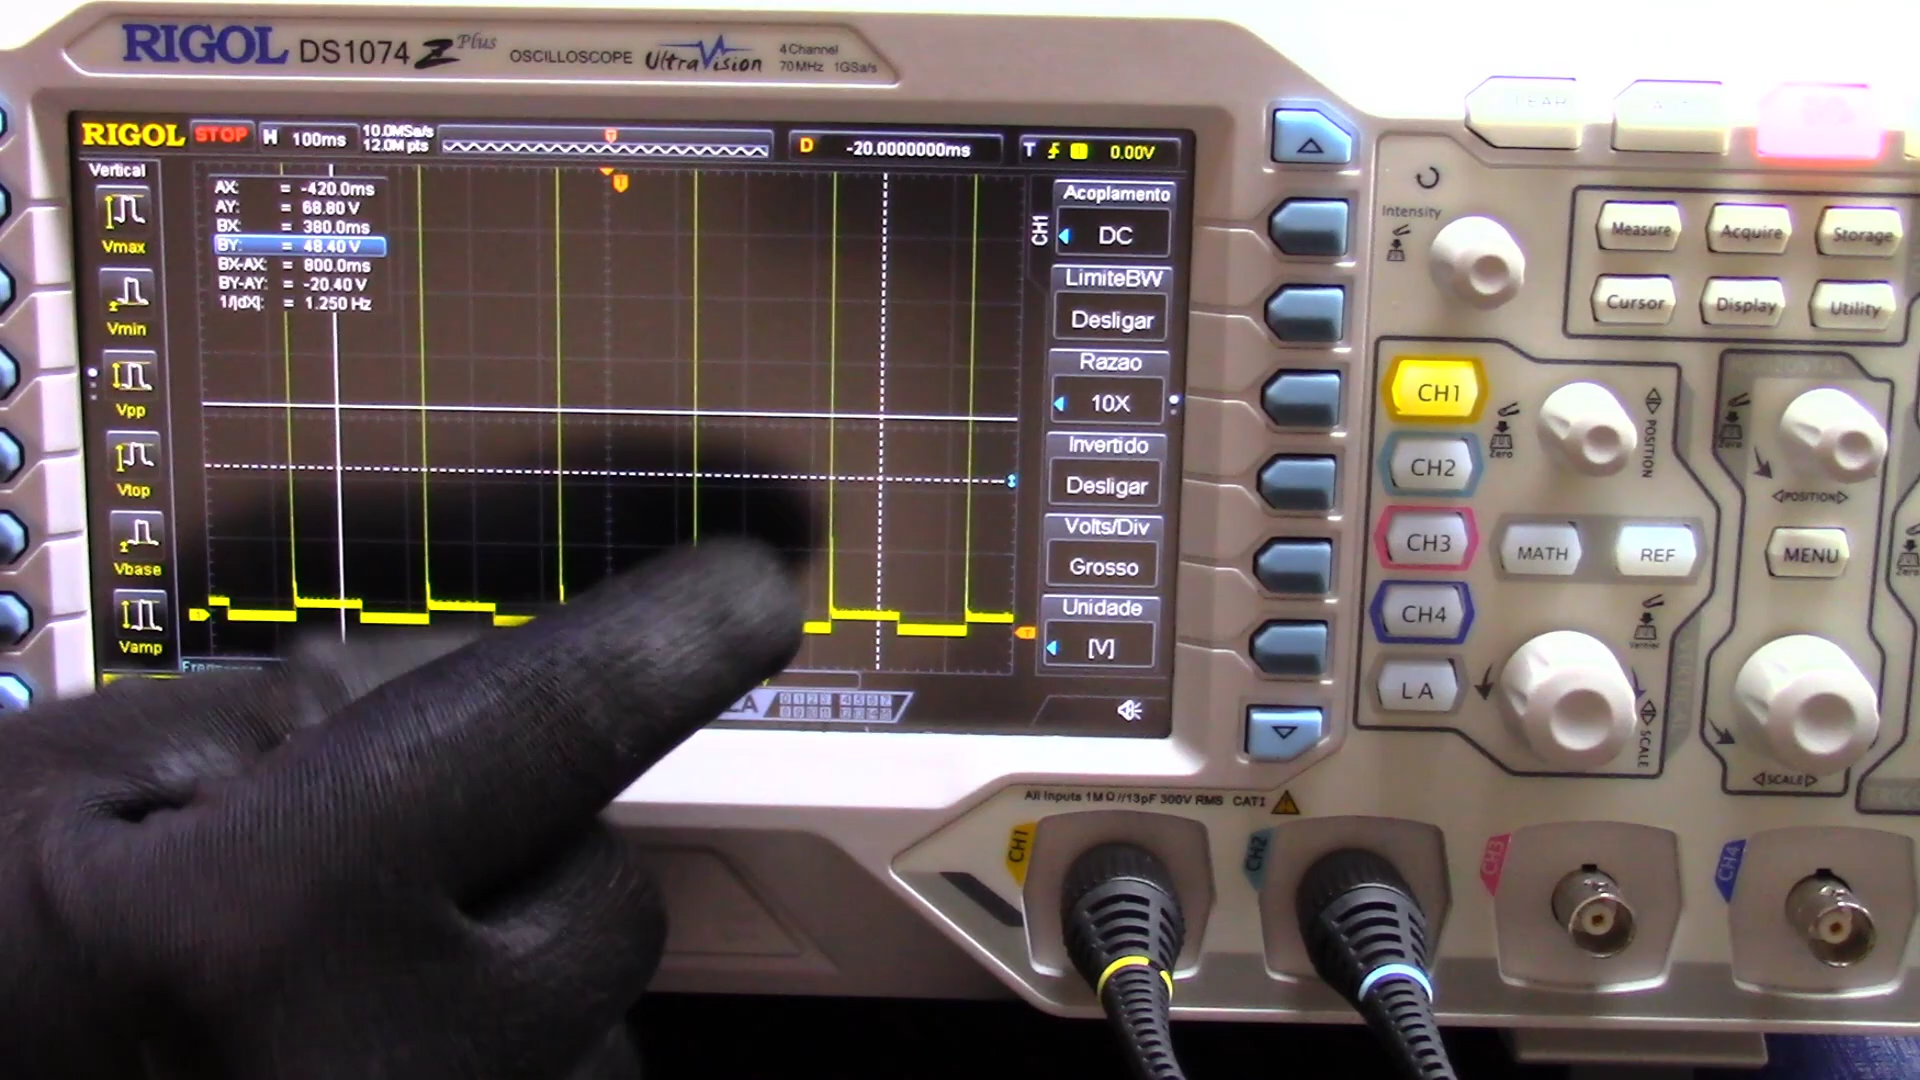 RIGOL DS1074 Z Plus OSCILLOSCOPE UltraVision 4 Channel
70MHz 1GSa/s
RIGOL STOP H 100ms 10.0MSa/s
12.0M pts
D -20.0000000ms T 0.00V
Vertical
Vmax
Vmin
Vpp
Vtop
Vbase
Vamp
AX: = -420.0ms
AY: = 68.80 V
BX: = 380.0ms
BY: = 48.40 V
BX-AX: = 800.0ms
BY-AY: = -20.40 V
1/|dX|: = 1.250 Hz
CH1
Acoplamento
DC
LimiteBW
Desligar
Razao
10X
Invertido
Desligar
Volts/Div
Grosso
Unidade
[V]
Intensity
Measure Acquire Storage
Cursor Display Utility
CH1
CH2
CH3
CH4
LA
MATH REF
MENU
POSITION
POSITION
SCALE
SCALE
All Inputs 1MΩ//13pF 300V RMS CATI
CH1 CH2 CH3 CH4